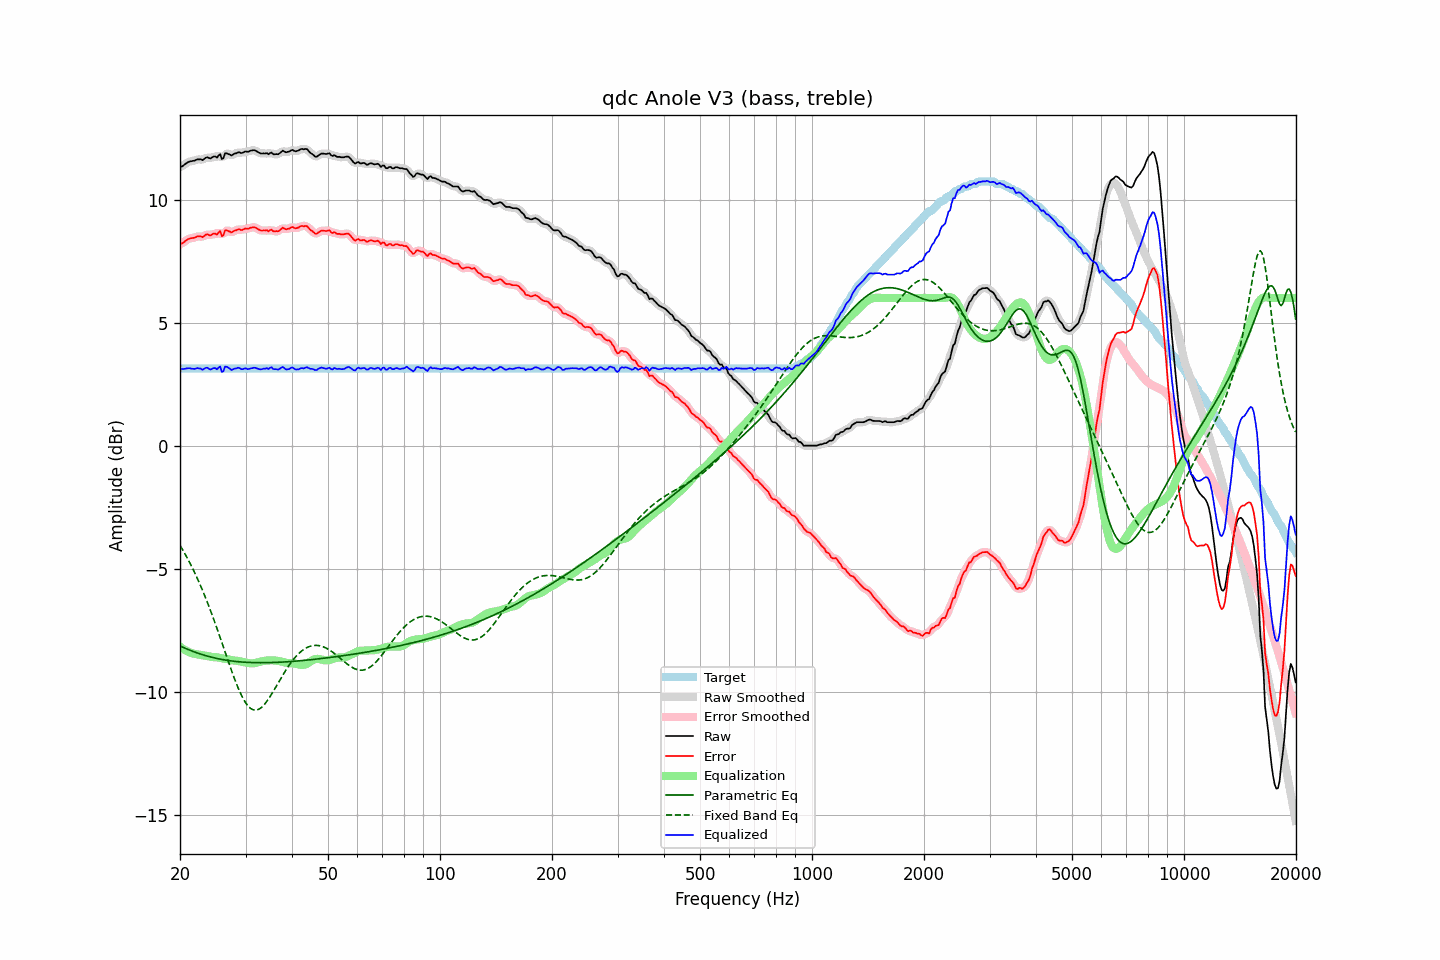 qdc Anole V3 (bass, treble)
Amplitude (dBr)
10
5
0
−5
−10
−15
Target
Raw Smoothed
Error Smoothed
Raw
Error
Equalization
Parametric Eq
Fixed Band Eq
Equalized
20 50 100 200 500 1000 2000 5000 10000 20000
Frequency (Hz)